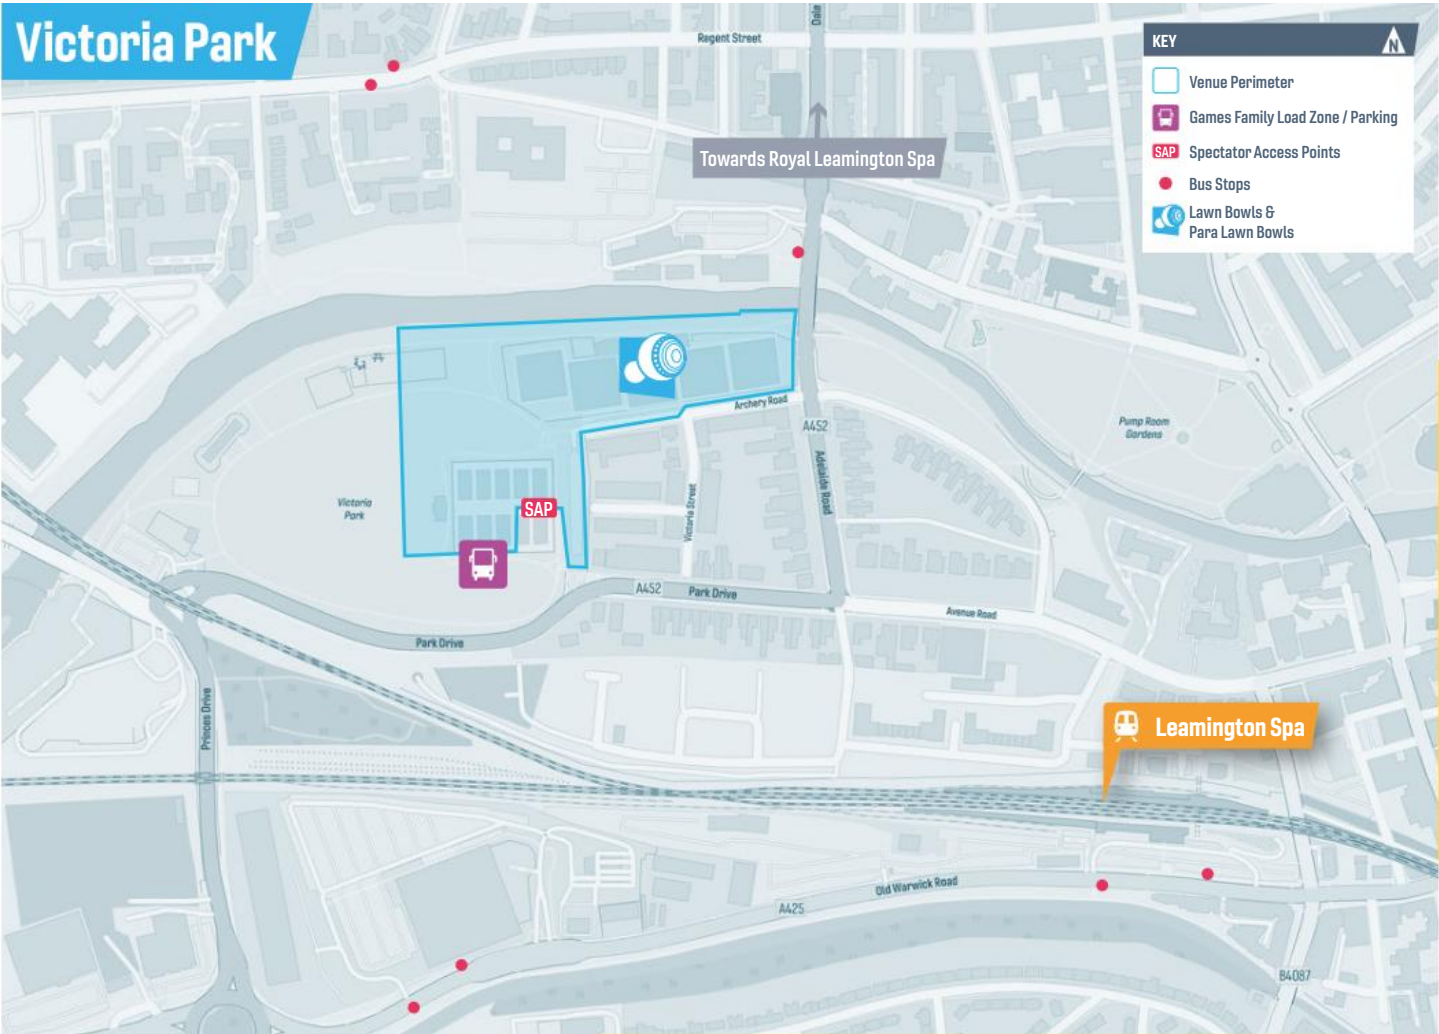 Victoria Park
Dale
Regent Street
KEY
N
Venue Perimeter
Games Family Load Zone / Parking
SAP Spectator Access Points
Bus Stops
Lawn Bowls &
Para Lawn Bowls
Towards Royal Leamington Spa
Archery Road
A452
Pump Room
Gardens
Adelaide Road
Victoria
Park
SAP
Victoria Street
A452
Park Drive
Avenue Road
Park Drive
Princes Drive
Leamington Spa
Old Warwick Road
A425
B4087